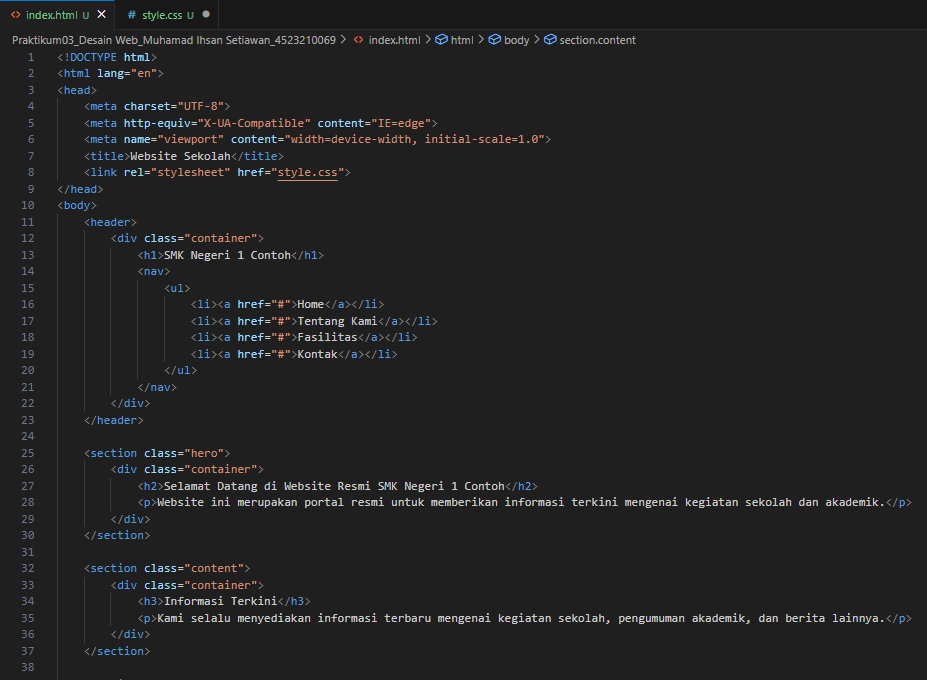 index.html U
# style.css U
Praktikum03_Desain Web_Muhamad Ihsan Setiawan_4523210069 > index.html > html > body > section.content
1 <!DOCTYPE html>
2 <html lang="en">
3 <head>
4 <meta charset="UTF-8">
5 <meta http-equiv="X-UA-Compatible" content="IE=edge">
6 <meta name="viewport" content="width=device-width, initial-scale=1.0">
7 <title>Website Sekolah</title>
8 <link rel="stylesheet" href="style.css">
9 </head>
10 <body>
11 <header>
12 <div class="container">
13 <h1>SMK Negeri 1 Contoh</h1>
14 <nav>
15 <ul>
16 <li><a href="#">Home</a></li>
17 <li><a href="#">Tentang Kami</a></li>
18 <li><a href="#">Fasilitas</a></li>
19 <li><a href="#">Kontak</a></li>
20 </ul>
21 </nav>
22 </div>
23 </header>
24
25 <section class="hero">
26 <div class="container">
27 <h2>Selamat Datang di Website Resmi SMK Negeri 1 Contoh</h2>
28 <p>Website ini merupakan portal resmi untuk memberikan informasi terkini mengenai kegiatan sekolah dan akademik.</p>
29 </div>
30 </section>
31
32 <section class="content">
33 <div class="container">
34 <h3>Informasi Terkini</h3>
35 <p>Kami selalu menyediakan informasi terbaru mengenai kegiatan sekolah, pengumuman akademik, dan berita lainnya.</p>
36 </div>
37 </section>
38